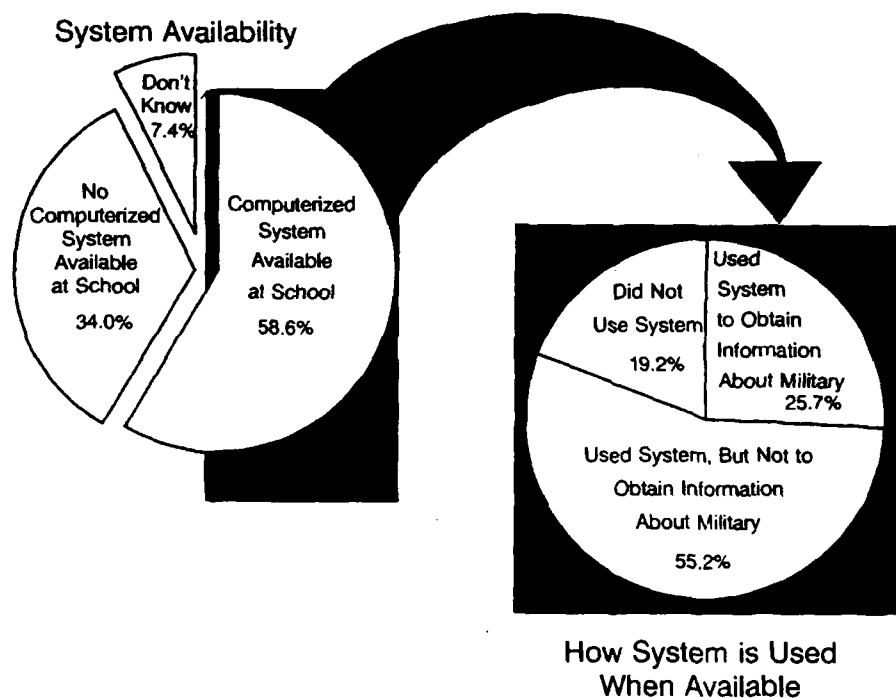 System Availability
Don't
Know
7.4%
No
Computerized
System
Available
at School
34.0%
Computerized
System
Available
at School
58.6%
Used
System
to Obtain
Information
About Military
25.7%
Did Not
Use System
19.2%
Used System, But Not to
Obtain Information
About Military
55.2%
How System is Used
When Available